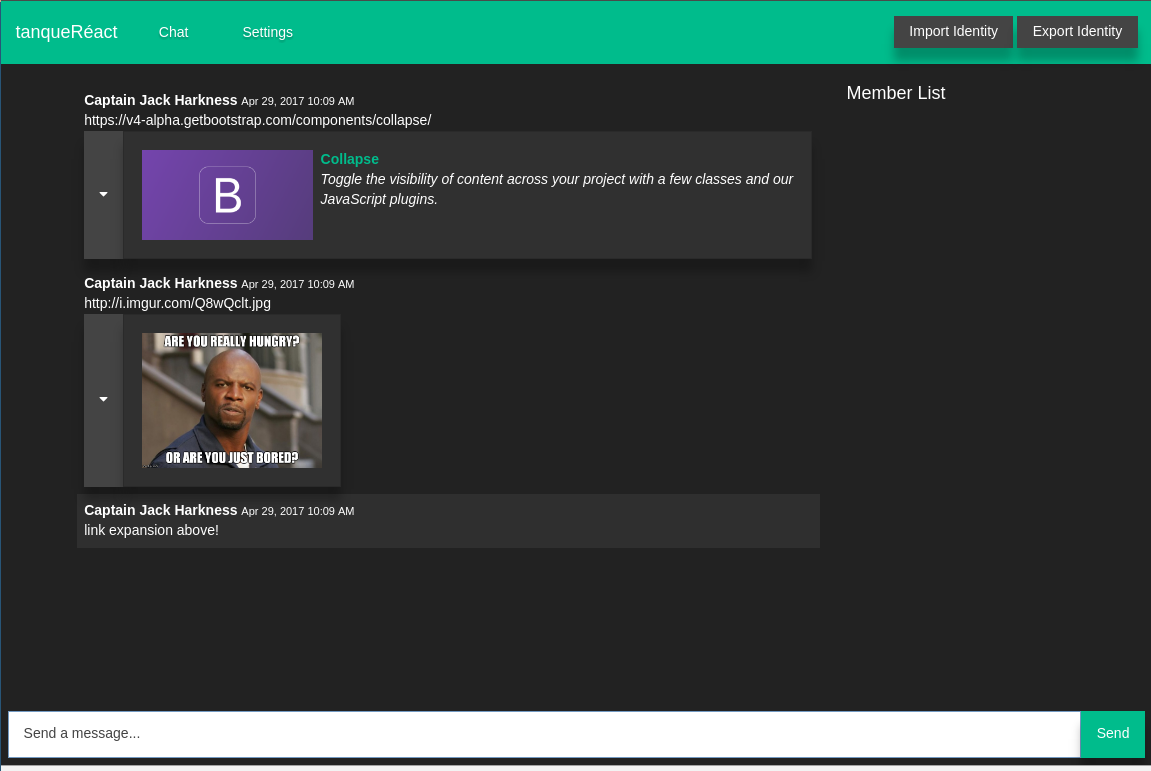 tanqueRéact Chat Settings Import Identity Export Identity
Member List
Captain Jack Harkness Apr 29, 2017 10:09 AM
https://v4-alpha.getbootstrap.com/components/collapse/
B
Collapse
Toggle the visibility of content across your project with a few classes and our
JavaScript plugins.
Captain Jack Harkness Apr 29, 2017 10:09 AM
http://i.imgur.com/Q8wQclt.jpg
ARE YOU REALLY HUNGRY?
OR ARE YOU JUST BORED?
Captain Jack Harkness Apr 29, 2017 10:09 AM
link expansion above!
Send a message... Send